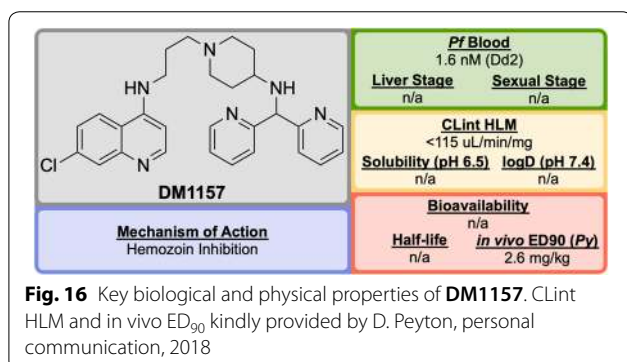 N
HN
NH
N
N
Cl
N
DM1157
Mechanism of Action
Hemozoin Inhibition
Pf Blood
1.6 nM (Dd2)
Liver Stage Sexual Stage
n/a n/a
CLint HLM
<115 uL/min/mg
Solubility (pH 6.5) logD (pH 7.4)
n/a n/a
Bioavailability
n/a
Half-life in vivo ED90 (Py)
n/a 2.6 mg/kg
Fig. 16 Key biological and physical properties of DM1157. CLint
HLM and in vivo ED90 kindly provided by D. Peyton, personal
communication, 2018